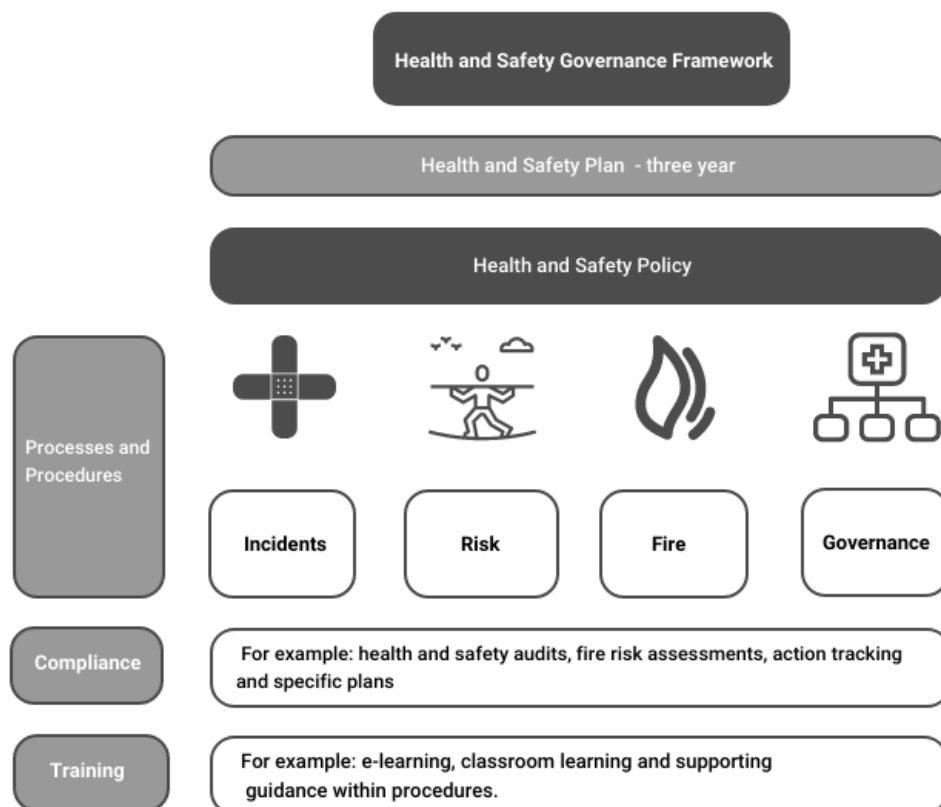 Health and Safety Governance Framework
Health and Safety Plan - three year
Health and Safety Policy
Processes and
Procedures
Incidents
Risk
Fire
Governance
Compliance
For example: health and safety audits, fire risk assessments, action tracking
and specific plans
Training
For example: e-learning, classroom learning and supporting
guidance within procedures.